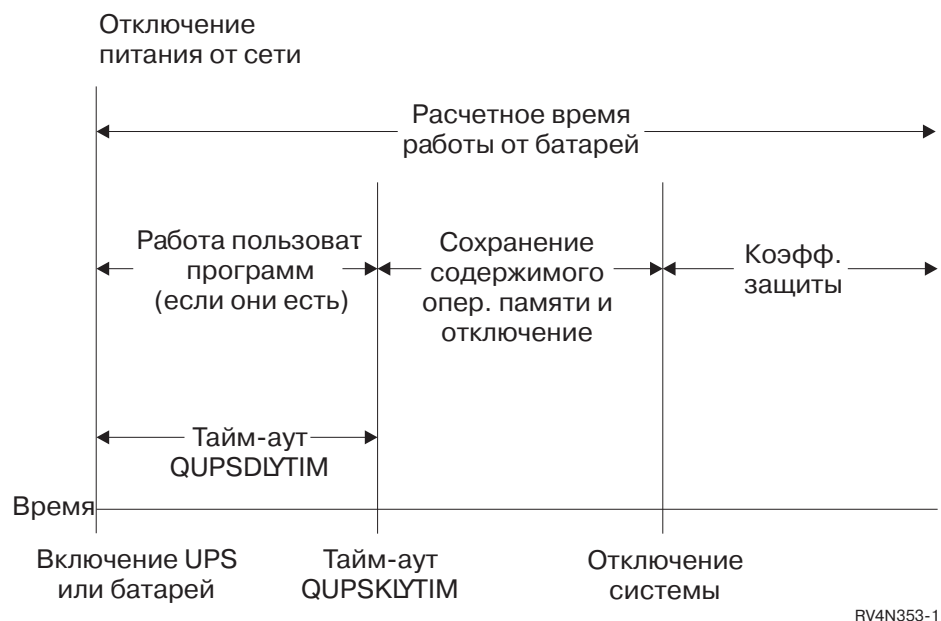 Отключение
питания от сети
Расчетное время
работы от батарей
Работа пользоват
программ
(если они есть)
Сохранение
содержимого
опер. памяти и
отключение
Коэфф.
защиты
Тайм-аут
QUPSDLYTIM
Время
Включение UPS
или батарей
Тайм-аут
QUPSKLYTIM
Отключение
системы
RV4N353-1